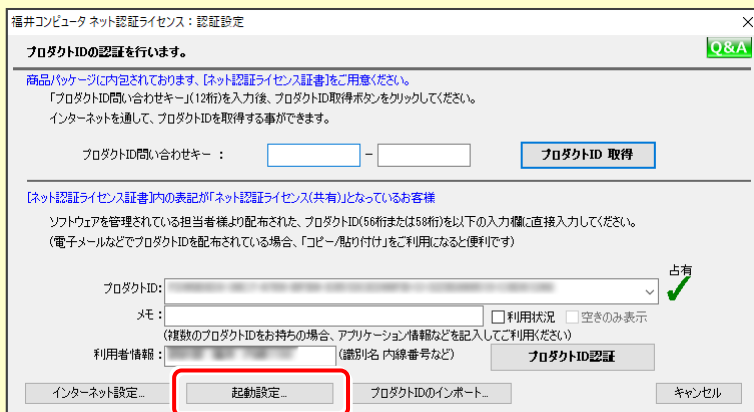 福井コンピュータ ネット認証ライセンス：認証設定
プロダクトIDの認証を行います。
Q&A
商品パッケージに内包されております、[ネット認証ライセンス証書]をご用意ください。
「プロダクトID問い合わせキー」(12桁)を入力後、プロダクトID取得ボタンをクリックしてください。
インターネットを通して、プロダクトIDを取得する事ができます。
プロダクトID問い合わせキー ： － プロダクトID 取得
[ネット認証ライセンス証書]内の表記が「ネット認証ライセンス(共有)」となっているお客様
ソフトウェアを管理されている担当者様より配布された、プロダクトID(56桁または58桁)を以下の入力欄に直接入力してください。
(電子メールなどでプロダクトIDを配布されている場合、「コピー/貼り付け」をご利用になると便利です)
占有
プロダクトID:
メモ： 利用状況 空きのみ表示
(複数のプロダクトIDをお持ちの場合、アプリケーション情報などを記入してご利用ください)
利用者情報： (識別名 内線番号など) プロダクトID認証
インターネット設定... 起動設定... プロダクトIDのインポート... キャンセル